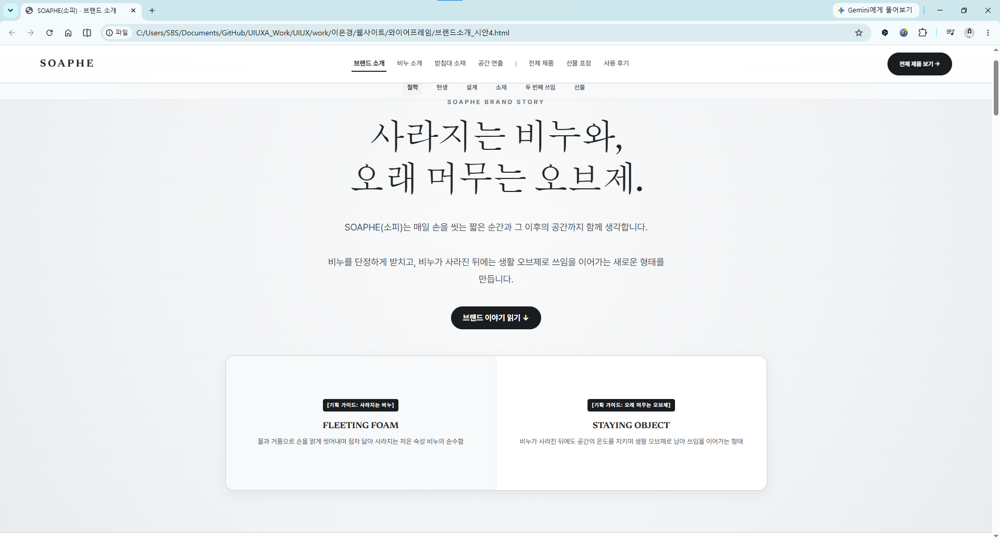 SOAPHE(소피) · 브랜드 소개
Gemini에게 물어보기
파일
C:/Users/SBS/Documents/GitHub/UIUXA_Work/UIUX/work/이은경/웹사이트/와이어프레임/브랜드소개_시안4.html
SOAPHE
브랜드 소개 비누 소개 받침대 소재 공간 연출 | 전체 제품 선물 포장 사용 후기
전체 제품 보기 →
철학 탄생 설계 소재 두 번째 쓰임 선물
SOAPHE BRAND STORY
사라지는 비누와,
오래 머무는 오브제.
SOAPHE(소피)는 매일 손을 씻는 짧은 순간과 그 이후의 공간까지 함께 생각합니다.
비누를 단정하게 받치고, 비누가 사라진 뒤에는 생활 오브제로 쓰임을 이어가는 새로운 형태를
만듭니다.
브랜드 이야기 읽기 ↓
[기획 가이드: 사라지는 비누]
FLEETING FOAM
물과 거품으로 손을 맑게 씻어내며 점차 닳아 사라지는 저온 숙성 비누의 순수함
[기획 가이드: 오래 머무는 오브제]
STAYING OBJECT
비누가 사라진 뒤에도 공간의 온도를 지키며 생활 오브제로 남아 쓰임을 이어가는 형태